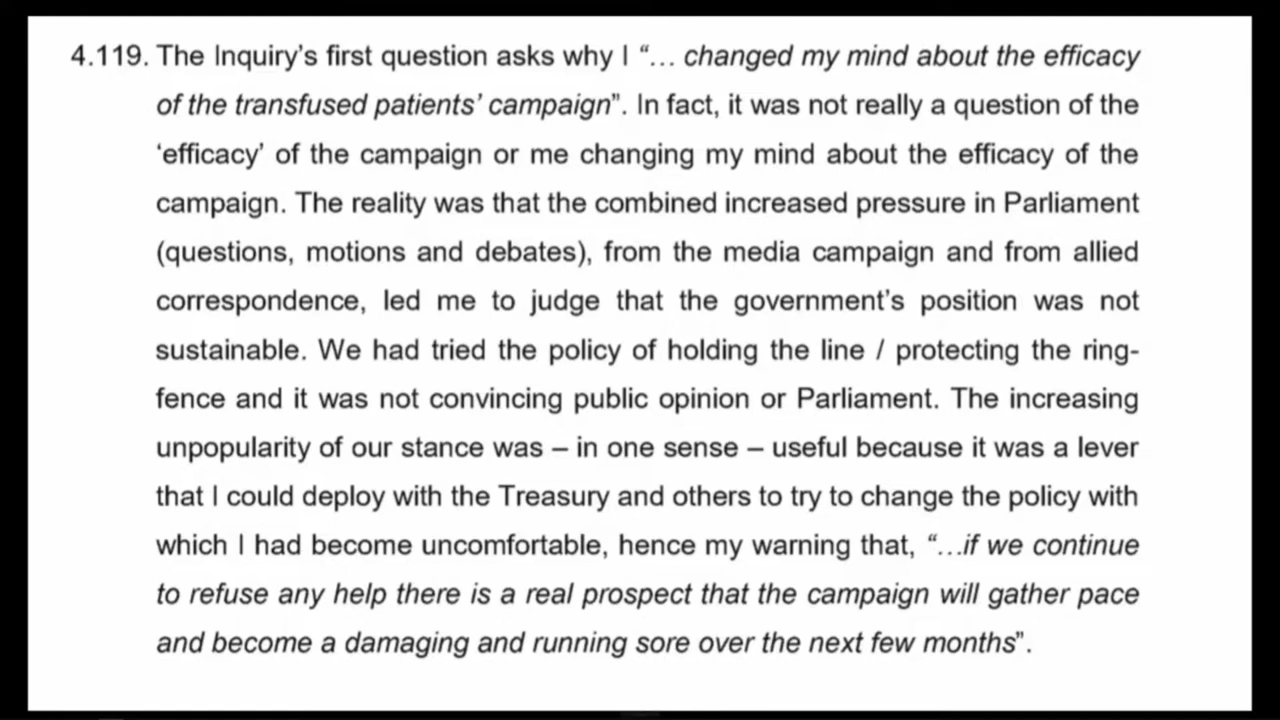 4.119. The Inquiry's first question asks why I “… changed my mind about the efficacy
of the transfused patients’ campaign”. In fact, it was not really a question of the
‘efficacy’ of the campaign or me changing my mind about the efficacy of the
campaign. The reality was that the combined increased pressure in Parliament
(questions, motions and debates), from the media campaign and from allied
correspondence, led me to judge that the government’s position was not
sustainable. We had tried the policy of holding the line / protecting the ring-
fence and it was not convincing public opinion or Parliament. The increasing
unpopularity of our stance was – in one sense – useful because it was a lever
that I could deploy with the Treasury and others to try to change the policy with
which I had become uncomfortable, hence my warning that, “…if we continue
to refuse any help there is a real prospect that the campaign will gather pace
and become a damaging and running sore over the next few months”.